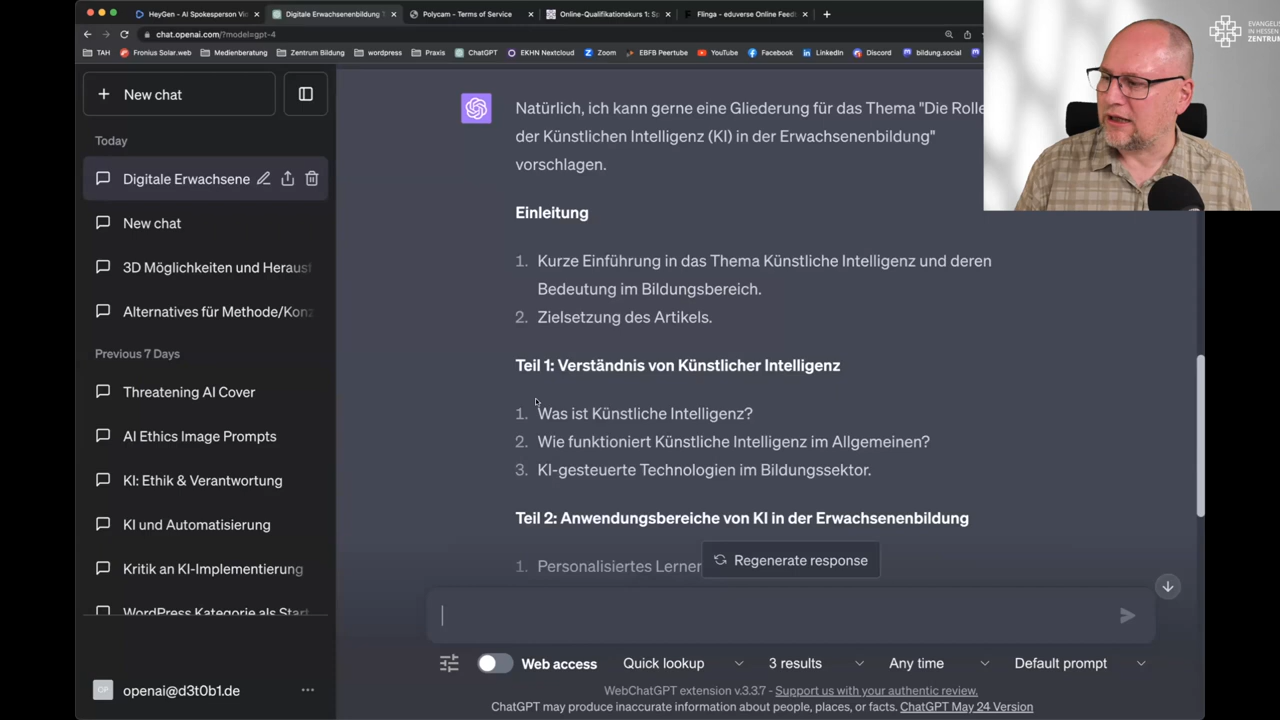 HeyGen - AI Spokesperson Vi
Digitale Erwachsenenbildung
Polycam - Terms of Service
Online-Qualifikationskurs 1: S
Flinga - eduverse Online Feed
chat.openai.com/?model=gpt-4
TAH
Fronius Solar.web
Medienberatung
Zentrum Bildung
wordpress
Praxis
ChatGPT
EKHN Nextcloud
Zoom
EBFB Peertube
YouTube
Facebook
LinkedIn
Discord
bildung.social
EVANGELIS
IN HESSEN
ZENTRUM
New chat
Today
Digitale Erwachsene
New chat
3D Möglichkeiten und Heraus
Alternatives für Methode/Kon
Previous 7 Days
Threatening AI Cover
AI Ethics Image Prompts
KI: Ethik & Verantwortung
KI und Automatisierung
Kritik an KI-Implementierung
WordPress Kategorie als Start
OP
openai@d3t0b1.de
Natürlich, ich kann gerne eine Gliederung für das Thema "Die Rolle
der Künstlichen Intelligenz (KI) in der Erwachsenenbildung"
vorschlagen.
Einleitung
1. Kurze Einführung in das Thema Künstliche Intelligenz und deren
Bedeutung im Bildungsbereich.
2. Zielsetzung des Artikels.
Teil 1: Verständnis von Künstlicher Intelligenz
1. Was ist Künstliche Intelligenz?
2. Wie funktioniert Künstliche Intelligenz im Allgemeinen?
3. KI-gesteuerte Technologien im Bildungssektor.
Teil 2: Anwendungsbereiche von KI in der Erwachsenenbildung
1. Personalisiertes Lerner
Regenerate response
Web access
Quick lookup
3 results
Any time
Default prompt
WebChatGPT extension v.3.3.7 - Support us with your authentic review.
ChatGPT may produce inaccurate information about people, places, or facts. ChatGPT May 24 Version